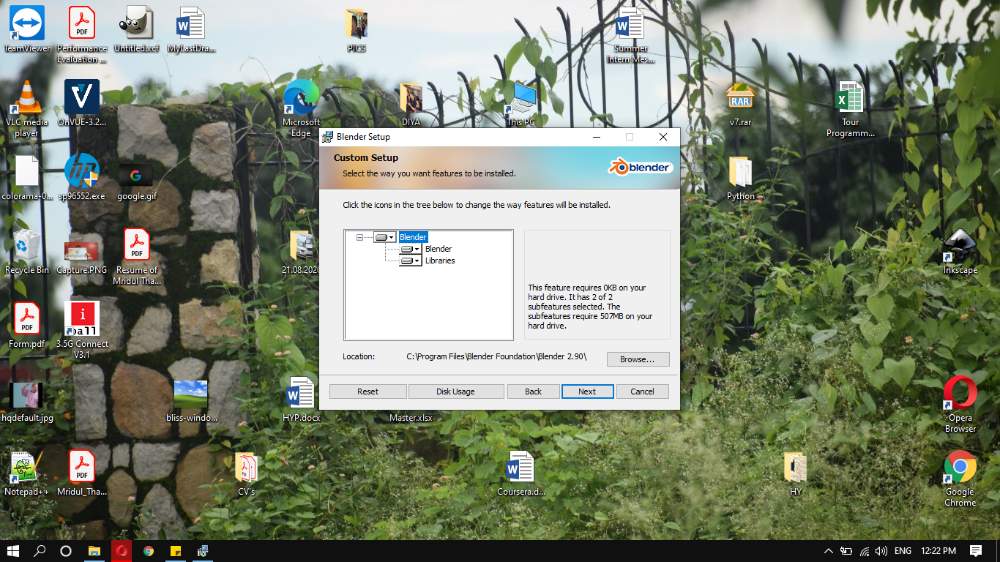 TeamViewer
Performance
Evaluation ...
Untitled.xcf
MyLastDra...
PICS
Summer
Intern Mes...
VLC media
player
OnVUE-3.2...
Microsoft
Edge
DIYA
This PC
v7.rar
Tour
Programm...
Blender Setup
Custom Setup
Select the way you want features to be installed.
blender
colorama-0...
sp96552.exe
google.gif
Python
Click the icons in the tree below to change the way features will be installed.
Blender
Blender
Libraries
This feature requires 0KB on your
hard drive. It has 2 of 2
subfeatures selected. The
subfeatures require 507MB on your
hard drive.
Recycle Bin
Capture.PNG
Resume of
Mridul Tha...
21.08.2020
Inkscape
Form.pdf
3.5G Connect
V3.1
Location:
C:\Program Files\Blender Foundation\Blender 2.90\
Browse...
Reset
Disk Usage
Back
Next
Cancel
hqdefault.jpg
bliss-windo...
HYP.docx
Master.xlsx
Opera
Browser
Notepad++
Mridul_Tha...
CV's
Coursera.d...
HY
Google
Chrome
ENG
12:22 PM